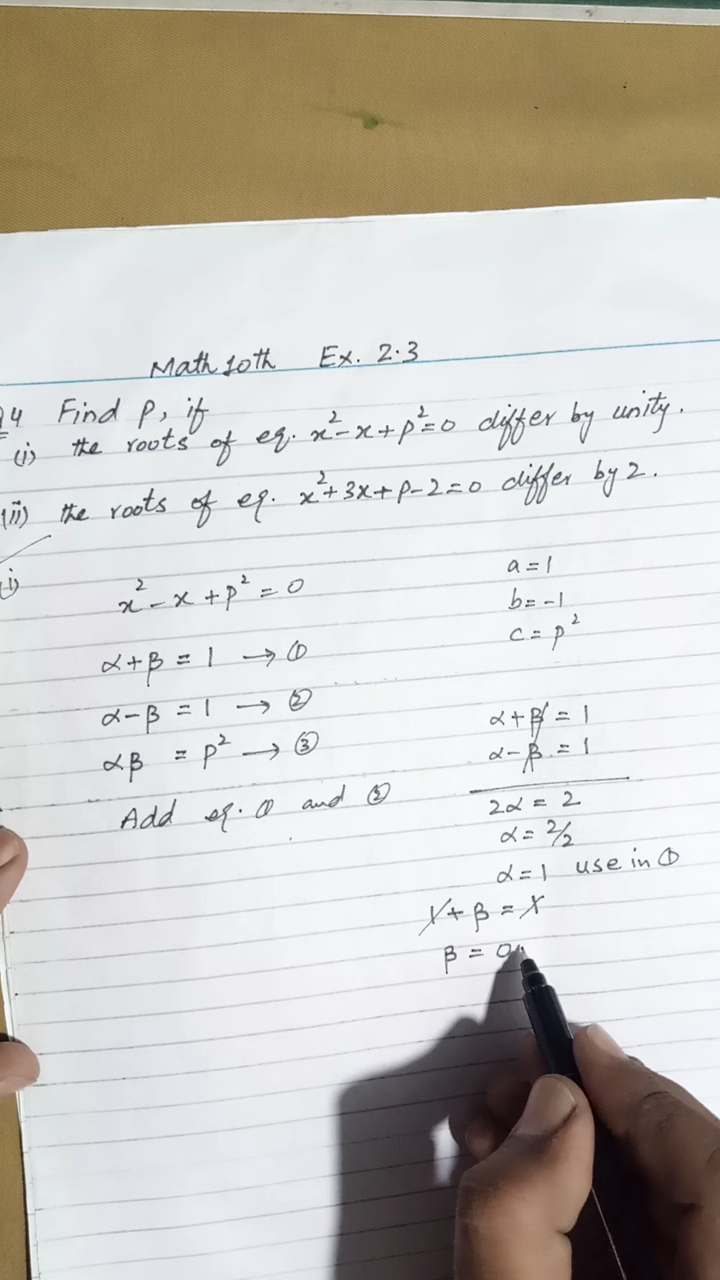 Math 10th Ex. 2.3
Q4 Find P, if
(i) the roots of eq. x²-x+p²=0 differ by unity.
(ii) the roots of eq. x²+3x+p-2=0 differ by 2.
(i)
x²-x+p²=0
a=1
b=-1
c=p²
α+β = 1 → ①
α-β = 1 → ②
αβ = p² → ③
Add eq. ① and ②
α+β = 1
α-β = 1
2α = 2
α = 2/2
α = 1 use in ①
1+β = 1
β = 0